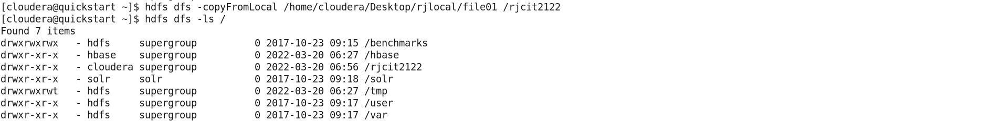 [cloudera@quickstart ~]$ hdfs dfs -copyFromLocal /home/cloudera/Desktop/rjlocal/file01 /rjcit2122
[cloudera@quickstart ~]$ hdfs dfs -ls /
Found 7 items
drwxrwxrwx   - hdfs     supergroup          0 2017-10-23 09:15 /benchmarks
drwxr-xr-x   - hbase    supergroup          0 2022-03-20 06:27 /hbase
drwxr-xr-x   - cloudera supergroup          0 2022-03-20 06:56 /rjcit2122
drwxr-xr-x   - solr     solr                0 2017-10-23 09:18 /solr
drwxrwxrwt   - hdfs     supergroup          0 2022-03-20 06:27 /tmp
drwxr-xr-x   - hdfs     supergroup          0 2017-10-23 09:17 /user
drwxr-xr-x   - hdfs     supergroup          0 2017-10-23 09:17 /var